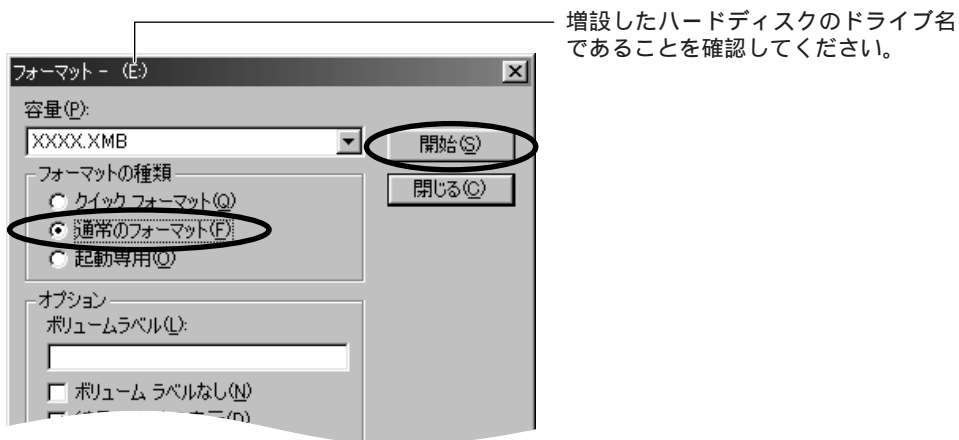 増設したハードディスクのドライブ名
であることを確認してください。
フォーマット - (E:)
容量(P):
XXXX.XMB
開始(S)
閉じる(C)
フォーマットの種類
クイック フォーマット(Q)
通常のフォーマット(F)
起動専用(O)
オプション
ボリュームラベル(L):
ボリューム ラベルなし(N)
(D)